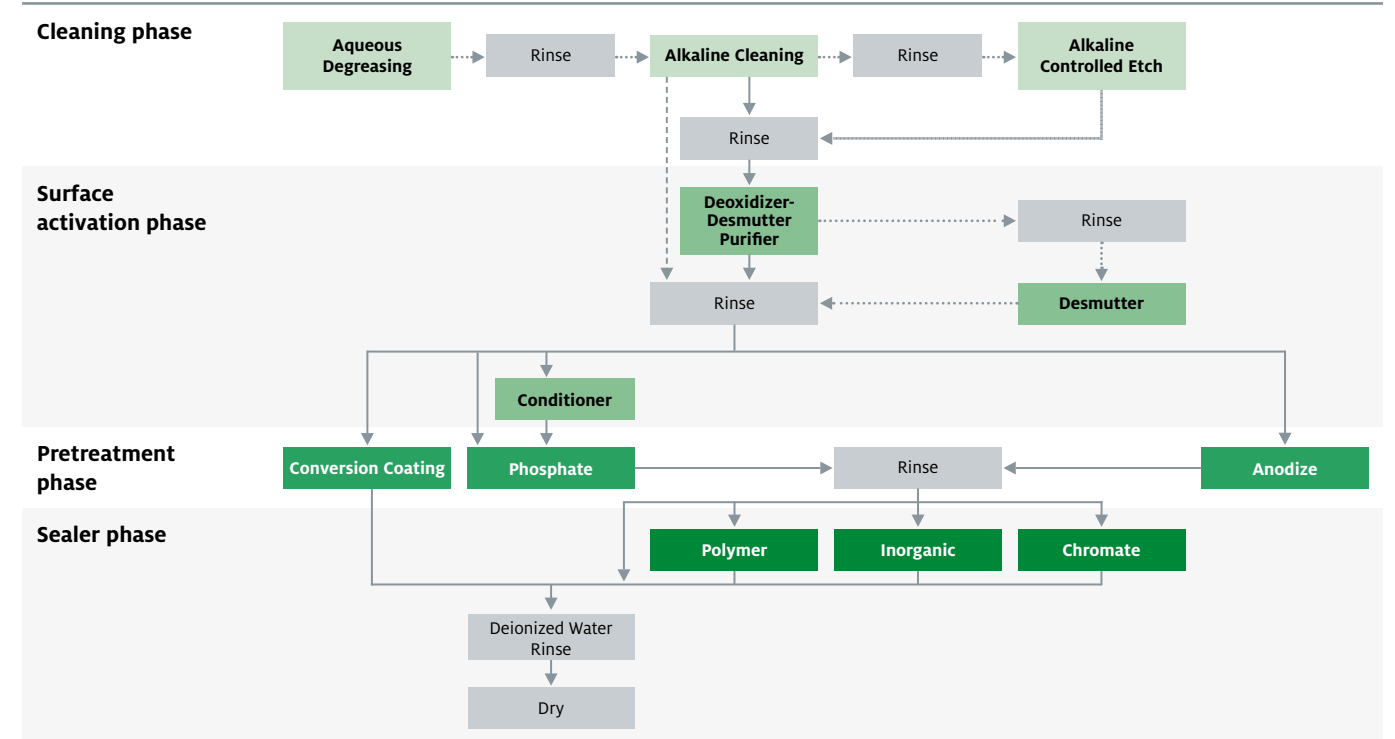 Cleaning phase
Aqueous
Degreasing
Rinse
Alkaline Cleaning
Rinse
Alkaline
Controlled Etch
Rinse
Surface
activation phase
Deoxidizer-
Desmutter
Purifier
Rinse
Rinse
Desmutter
Conditioner
Pretreatment
phase
Conversion Coating
Phosphate
Rinse
Anodize
Sealer phase
Polymer
Inorganic
Chromate
Deionized Water
Rinse
Dry